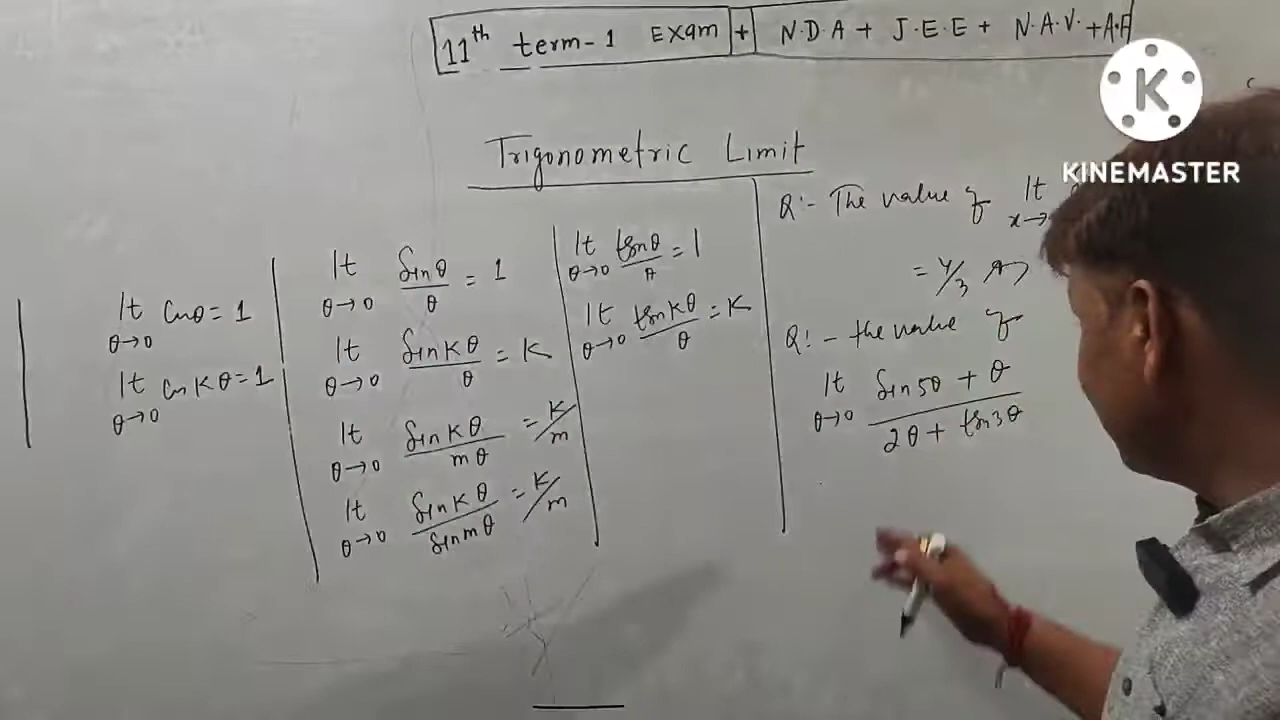 11th term-1 Exam + N.D.A + J.E.E + N.A.V. + A.F
K
KINEMASTER
Trigonometric Limit
lt θ→0 Cosθ = 1
lt θ→0 Cos Kθ = 1
lt θ→0 Sinθ/θ = 1
lt θ→0 SinKθ/θ = K
lt θ→0 SinKθ/mθ = K/m
lt θ→0 SinKθ/Sinmθ = K/m
lt θ→0 tanθ/θ = 1
lt θ→0 tanKθ/θ = K
Q:- The value of lt x→
= 4/3
Q:- the value of
lt θ→0 Sin5θ + θ/2θ + tan3θ